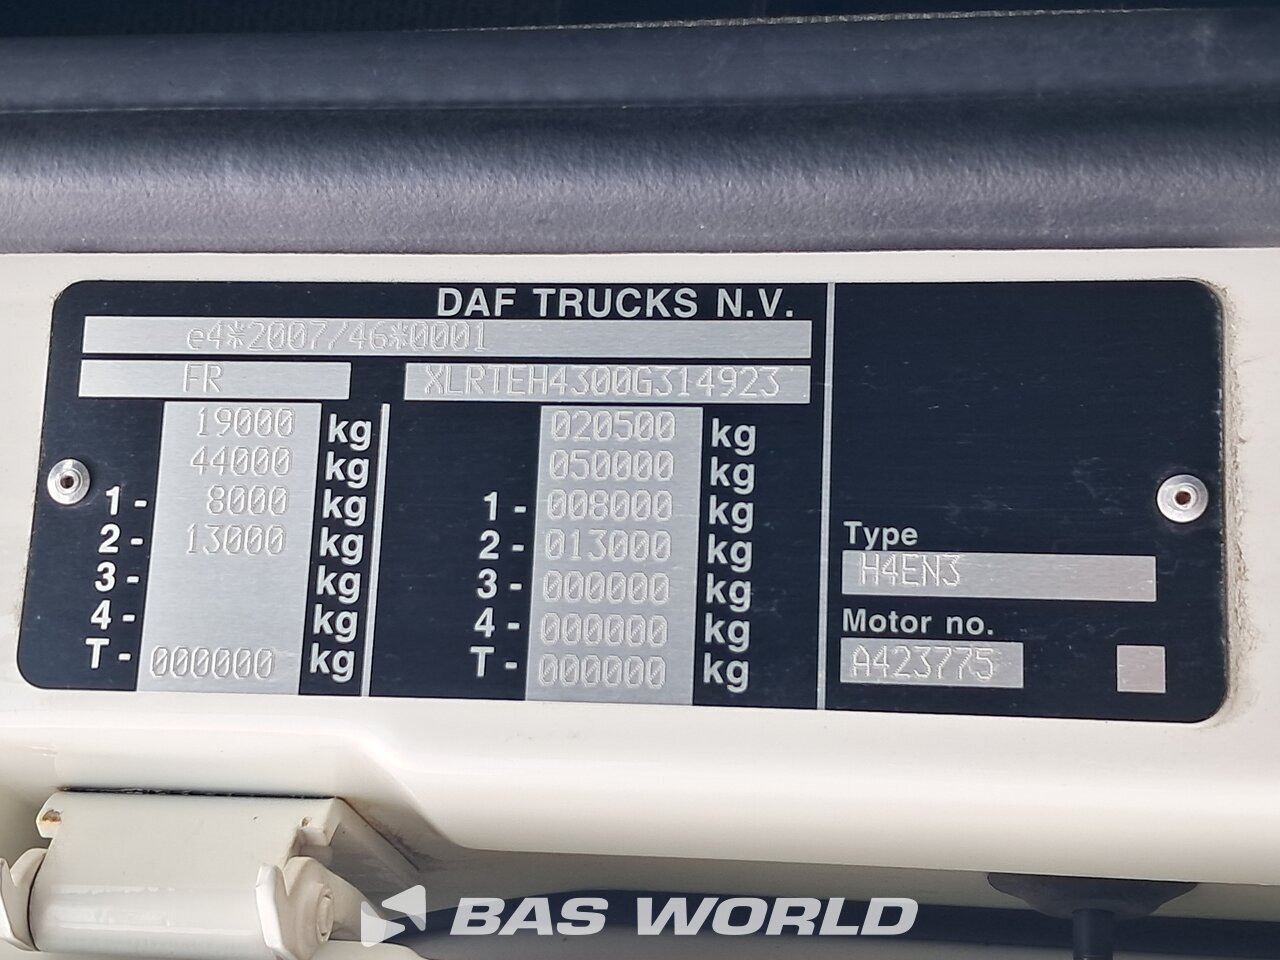 DAF TRUCKS N.V.
e4*2007/46*0001
FR XLRTEH4300G314923
19000 kg 020500 kg
44000 kg 050000 kg
1- 8000 kg 1- 008000 kg
2- 13000 kg 2- 013000 kg
3- kg 3- 000000 kg
4- kg 4- 000000 kg
T- 000000 kg T- 000000 kg
Type
H4EN3
Motor no.
A423775
BAS WORLD